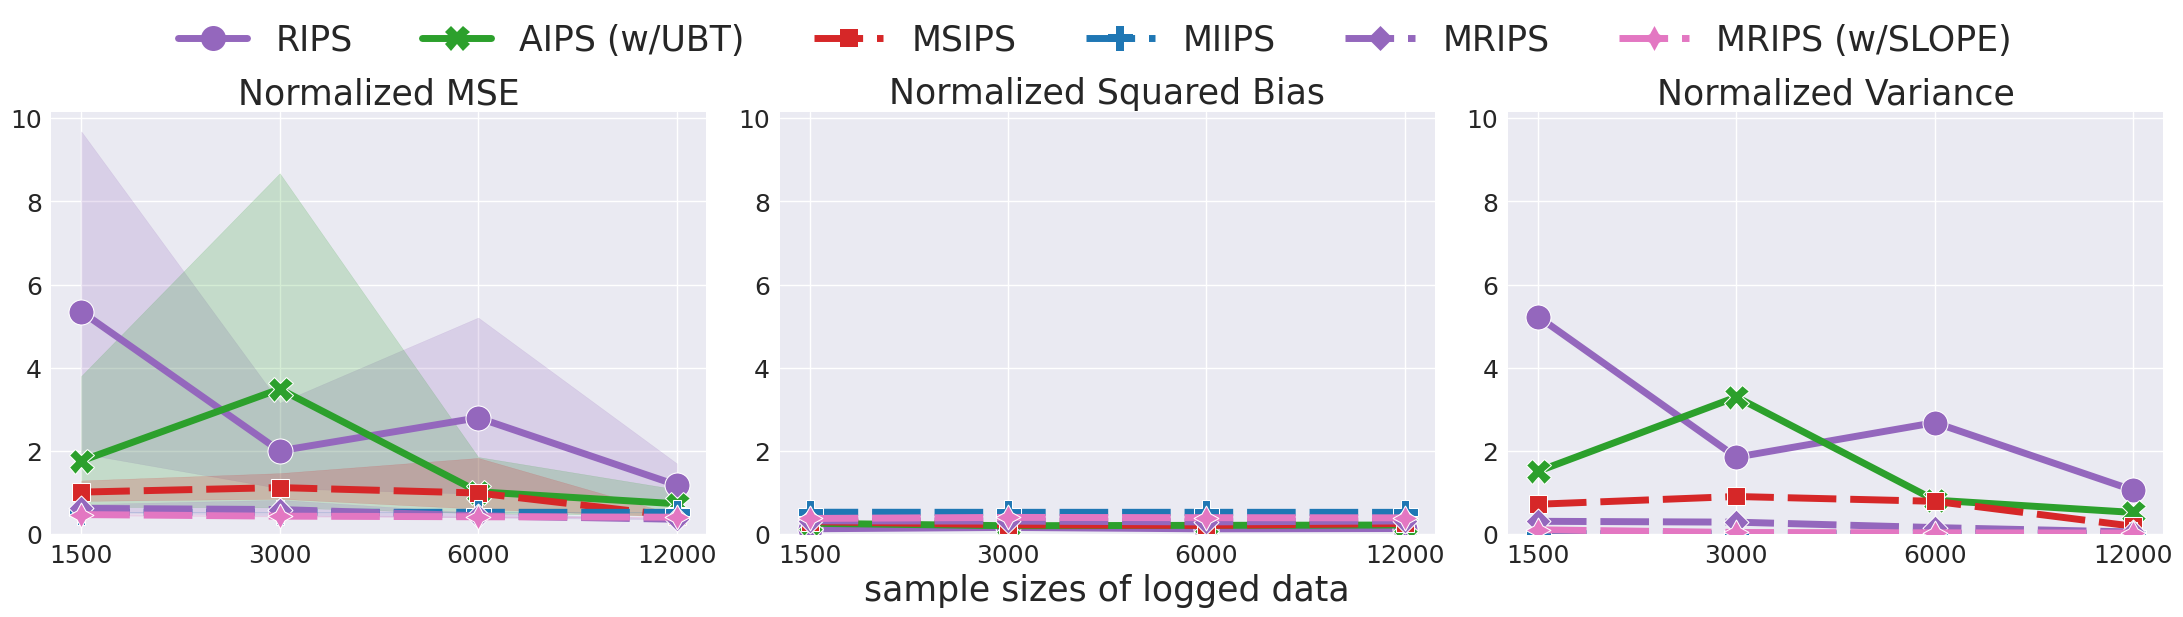 RIPS AIPS (w/UBT) MSIPS MIIPS MRIPS MRIPS (w/SLOPE)
Normalized MSE
10
8
6
4
2
0
1500 3000 6000 12000
Normalized Squared Bias
10
8
6
4
2
0
1500 3000 6000 12000
Normalized Variance
10
8
6
4
2
0
1500 3000 6000 12000
sample sizes of logged data